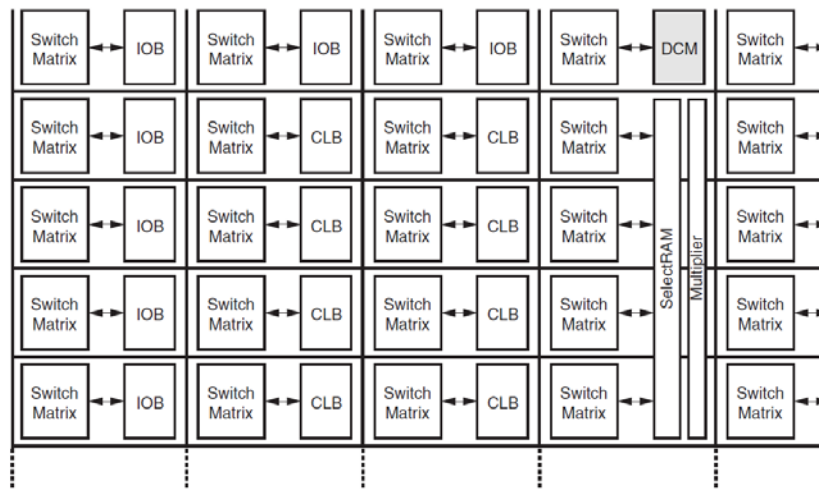 Switch
Matrix
IOB
Switch
Matrix
IOB
Switch
Matrix
IOB
Switch
Matrix
DCM
Switch
Matrix
Switch
Matrix
IOB
Switch
Matrix
CLB
Switch
Matrix
CLB
Switch
Matrix
Switch
Matrix
Switch
Matrix
IOB
Switch
Matrix
CLB
Switch
Matrix
CLB
Switch
Matrix
SelectRAM
Multiplier
Switch
Matrix
Switch
Matrix
IOB
Switch
Matrix
CLB
Switch
Matrix
CLB
Switch
Matrix
Switch
Matrix
Switch
Matrix
IOB
Switch
Matrix
CLB
Switch
Matrix
CLB
Switch
Matrix
Switch
Matrix